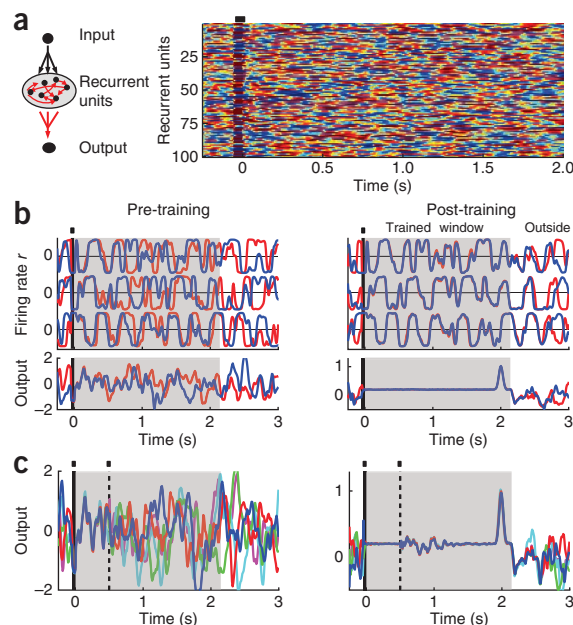 a
Input
Recurrent
units
Output
Recurrent units
25
50
75
100
0
0.5
1.0
1.5
2.0
Time (s)
b
Pre-training
Post-training
Trained window
Outside
Firing rate r
0
0
0
0
0
0
Output
2
0
−2
1
0
0
1
2
3
Time (s)
0
1
2
3
Time (s)
c
Output
2
0
−2
1
0
0
1
2
3
Time (s)
0
1
2
3
Time (s)